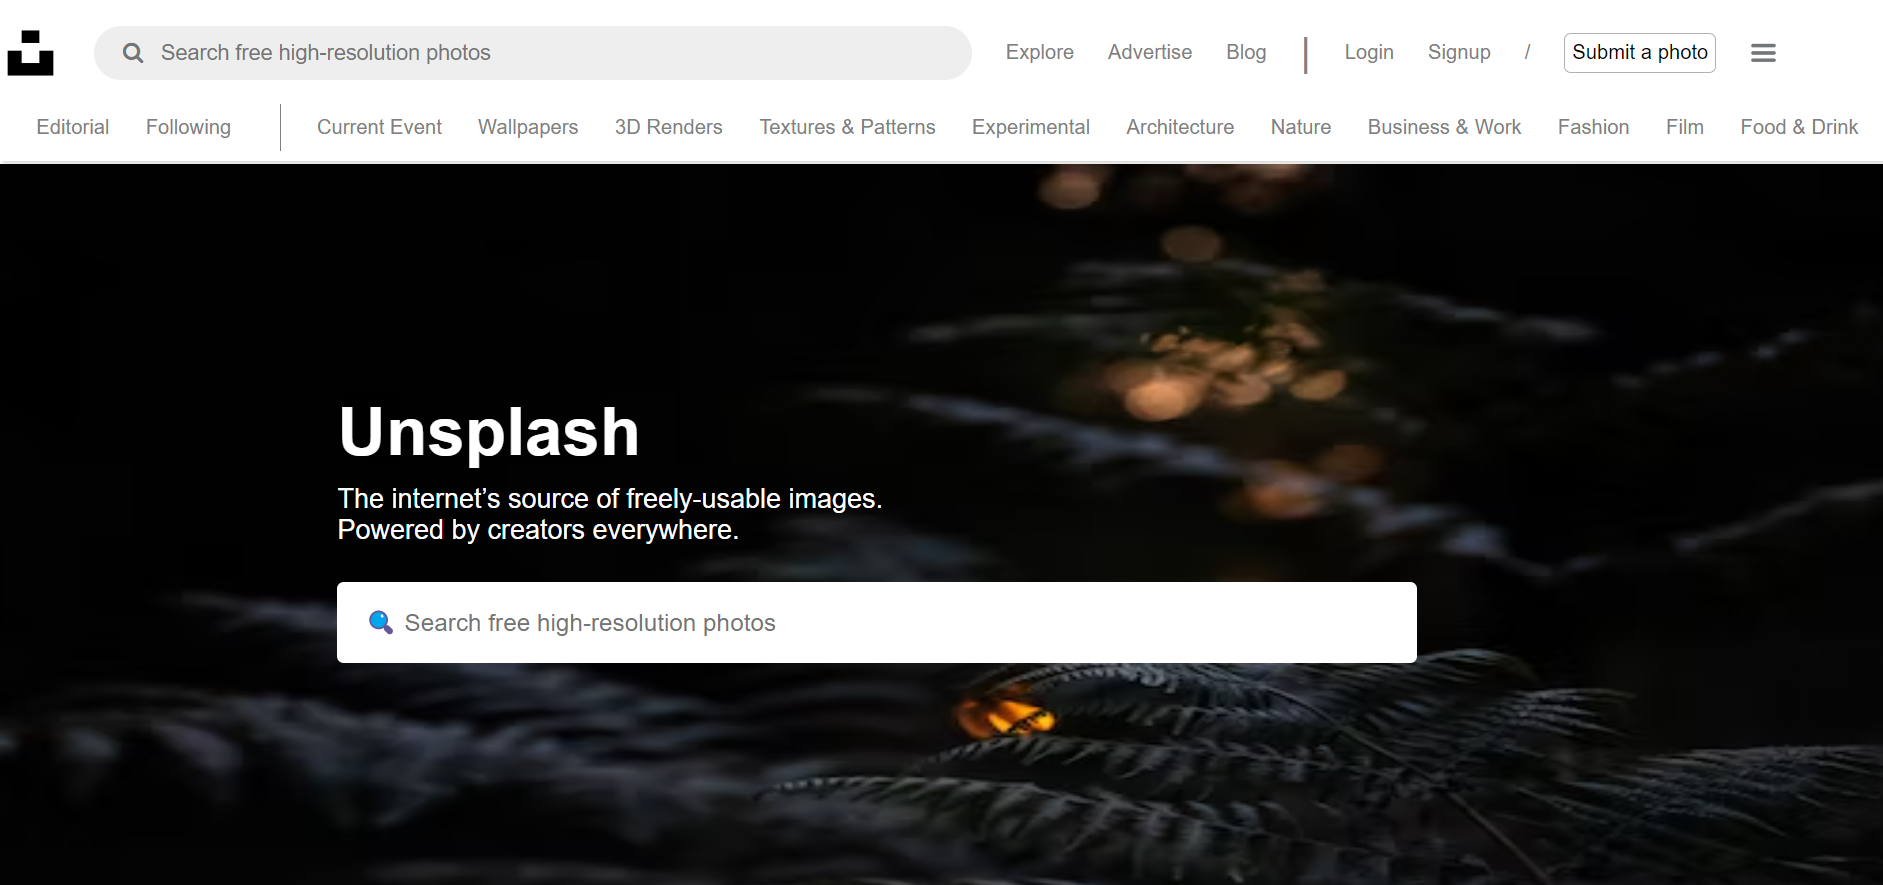 Search free high-resolution photos Explore Advertise Blog | Login Signup / Submit a photo
Editorial Following Current Event Wallpapers 3D Renders Textures & Patterns Experimental Architecture Nature Business & Work Fashion Film Food & Drink
Unsplash
The internet’s source of freely-usable images.
Powered by creators everywhere.
Search free high-resolution photos